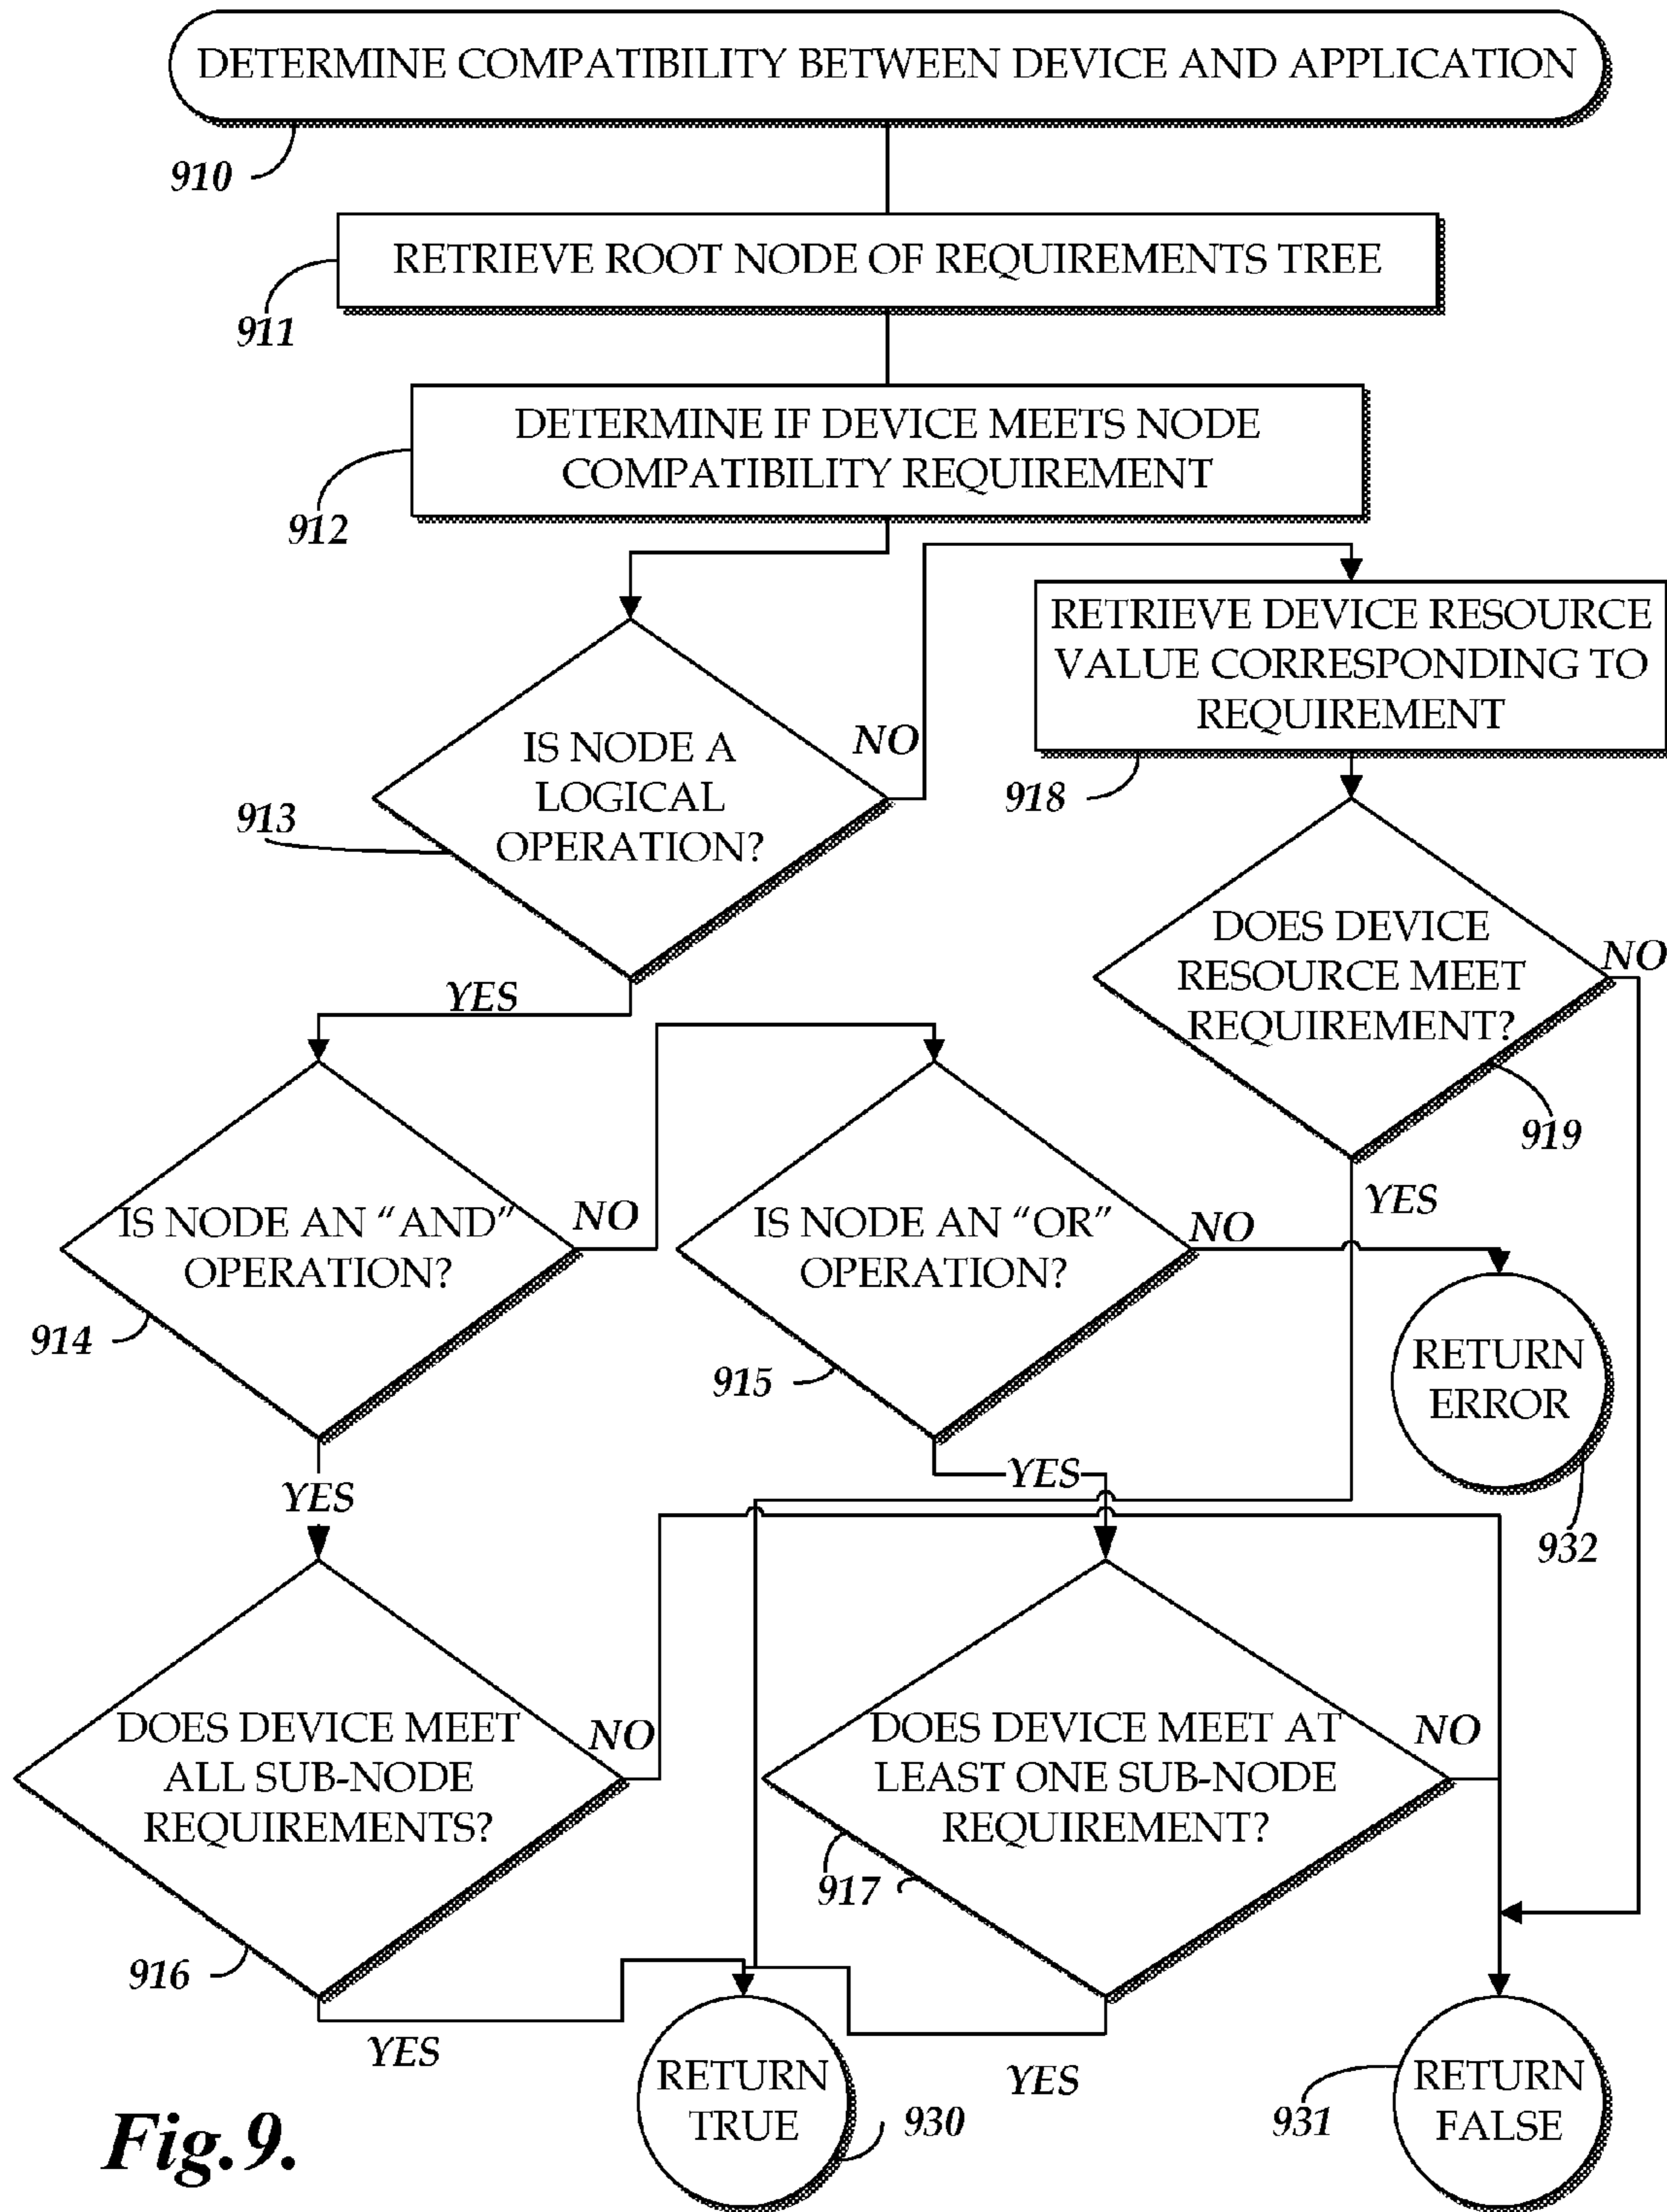 DETERMINE COMPATIBILITY BETWEEN DEVICE AND APPLICATION
910
RETRIEVE ROOT NODE OF REQUIREMENTS TREE
911
DETERMINE IF DEVICE MEETS NODE
COMPATIBILITY REQUIREMENT
912
RETRIEVE DEVICE RESOURCE
VALUE CORRESPONDING TO
REQUIREMENT
918
IS NODE A
LOGICAL
OPERATION?
NO
913
YES
DOES DEVICE
RESOURCE MEET
REQUIREMENT?
NO
919
YES
IS NODE AN “AND”
OPERATION?
NO
914
YES
IS NODE AN “OR”
OPERATION?
NO
915
YES
RETURN
ERROR
932
DOES DEVICE MEET
ALL SUB-NODE
REQUIREMENTS?
NO
916
YES
DOES DEVICE MEET AT
LEAST ONE SUB-NODE
REQUIREMENT?
NO
917
YES
RETURN
TRUE
930
RETURN
FALSE
931
Fig.9.